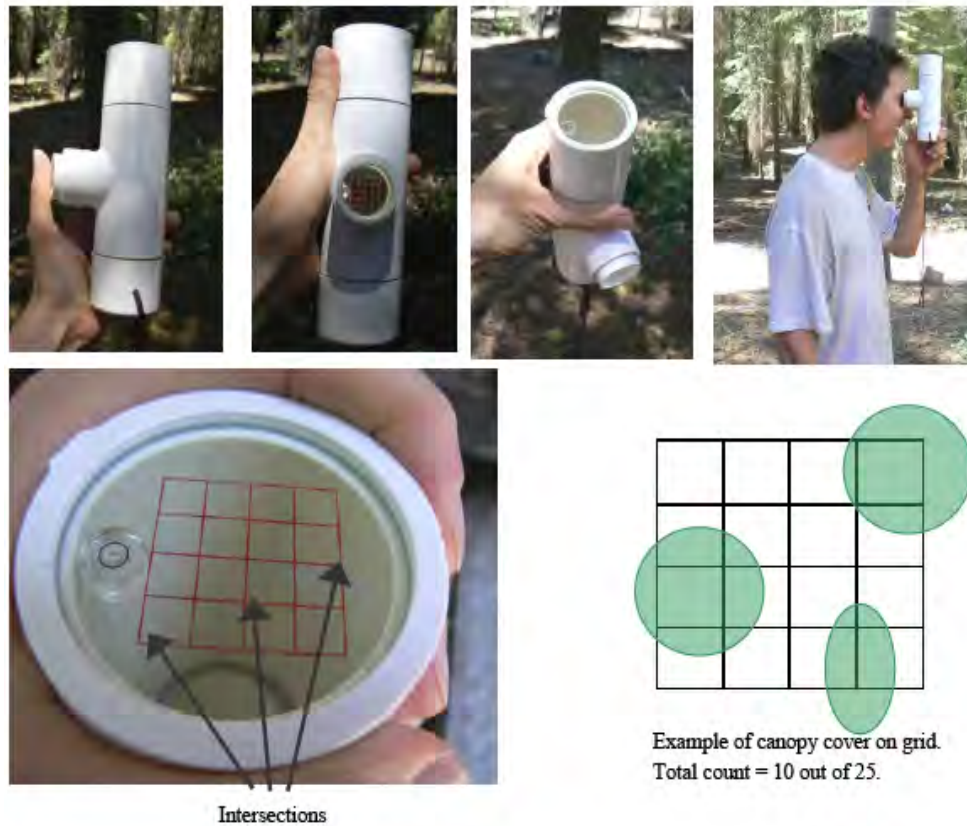 Intersections
Example of canopy cover on grid.
Total count = 10 out of 25.